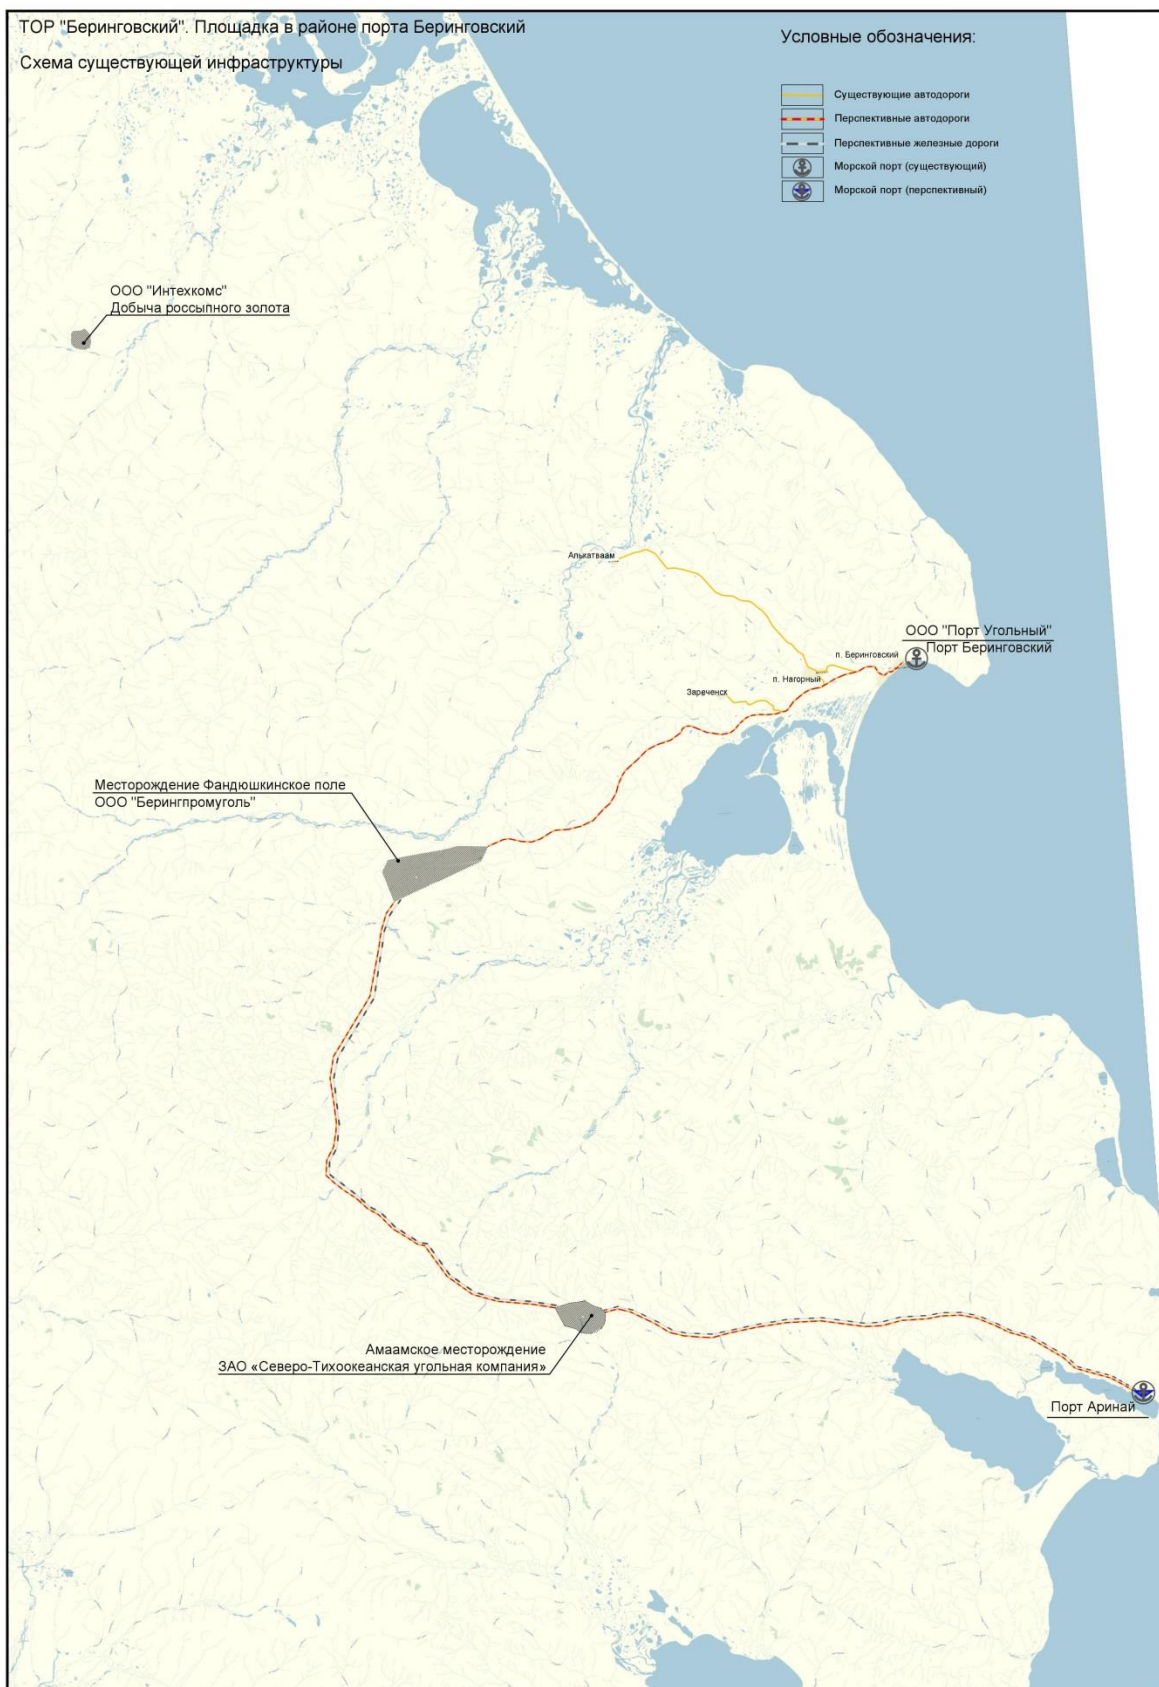 ТОР "Беринговский". Площадка в районе порта Беринговский
Схема существующей инфраструктуры
Условные обозначения:
Существующие автодороги
Перспективные автодороги
Перспективные железные дороги
Морской порт (существующий)
Морской порт (перспективный)
ООО "Интехкомс"
Добыча россыпного золота
Алькатваам
ООО "Порт Угольный"
Порт Беринговский
п. Беринговский
п. Нагорный
Зареченск
Месторождение Фандюшкинское поле
ООО "Берингпромуголь"
Амаамское месторождение
ЗАО «Северо-Тихоокеанская угольная компания»
Порт Аринай